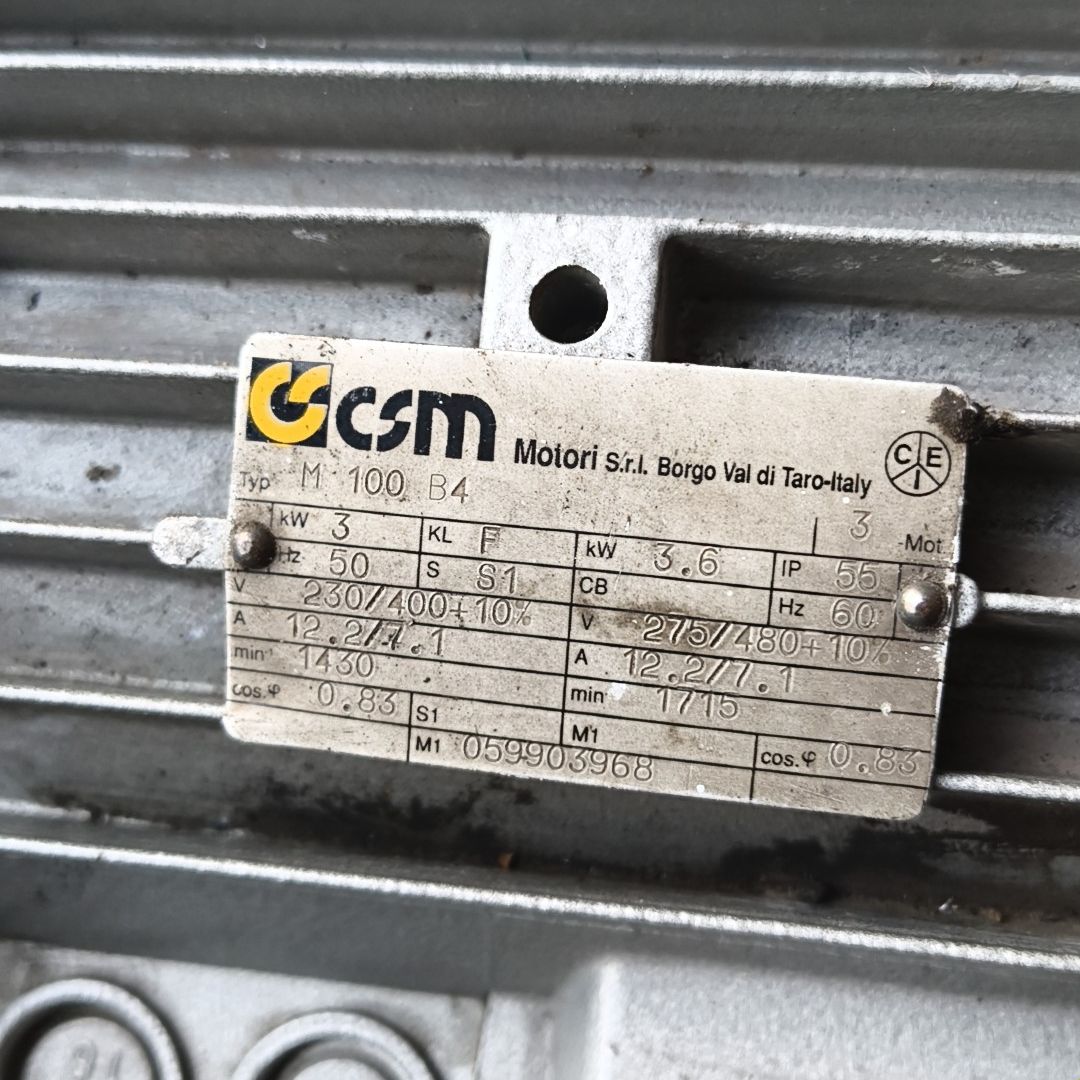 csm Motori S.r.l. Borgo Val di Taro-Italy CEI
Typ M 100 B4 3 -Mot
kW 3 KL F kW 3.6 IP 55
Hz 50 S S1 CB Hz 60
V 230/400+10% V 275/480+10%
A 12.2/7.1 A 12.2/7.1
min-1 1430 min 1715
cos.φ 0.83 S1 M1 cos.φ 0.83
M1 059903968